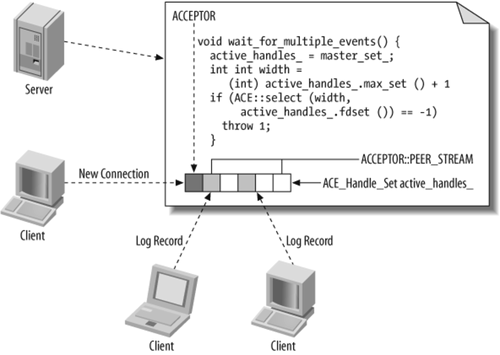 ACCEPTOR
void wait_for_multiple_events() {
active_handles_ = master_set_;
int int width =
(int) active_handles_.max_set () + 1
if (ACE::select (width,
active_handles_.fdset ()) == -1)
throw 1;
}
Server
ACCEPTOR::PEER_STREAM
New Connection
ACE_Handle_Set active_handles_
Client
Log Record
Log Record
Client
Client